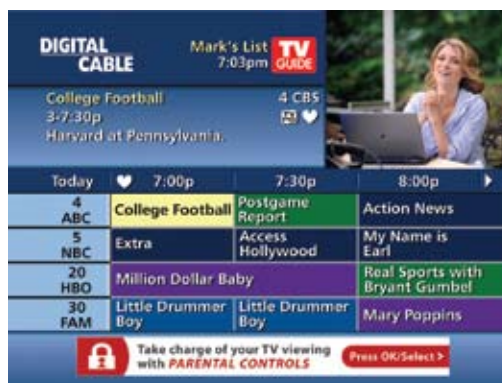 DIGITAL
CABLE
Mark's List
7:03pm
TV
GUIDE
College Football
4 CBS
3-7:30p
Harvard at Pennsylvania.
Today 7:00p 7:30p 8:00p
4
ABC
College Football
Postgame
Report
Action News
5
NBC
Extra
Access
Hollywood
My Name is
Earl
20
HBO
Million Dollar Baby
Real Sports with
Bryant Gumbel
30
FAM
Little Drummer
Boy
Little Drummer
Boy
Mary Poppins
Take charge of your TV viewing
with PARENTAL CONTROLS
Press OK/Select >